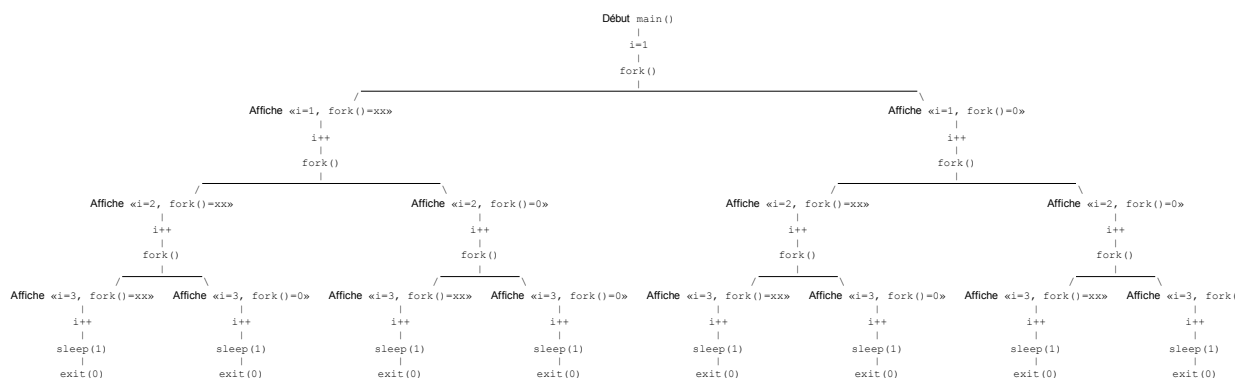 Début main()
|
i=1
|
fork()
|
/ \
Affiche «i=1, fork()=xx» Affiche «i=1, fork()=0»
| |
i++ i++
| |
fork() fork()
| |
/ \ / \
Affiche «i=2, fork()=xx» Affiche «i=2, fork()=0» Affiche «i=2, fork()=xx» Affiche «i=2, fork()=0»
| | | |
i++ i++ i++ i++
| | | |
fork() fork() fork() fork()
| | | |
/ \ / \ / \ / \
Affiche «i=3, fork()=xx» Affiche «i=3, fork()=0» Affiche «i=3, fork()=xx» Affiche «i=3, fork()=0» Affiche «i=3, fork()=xx» Affiche «i=3, fork()=0» Affiche «i=3, fork()=xx» Affiche «i=3, fork(
| | | | | | | |
i++ i++ i++ i++ i++ i++ i++ i++
| | | | | | | |
sleep(1) sleep(1) sleep(1) sleep(1) sleep(1) sleep(1) sleep(1) sleep(1)
| | | | | | | |
exit(0) exit(0) exit(0) exit(0) exit(0) exit(0) exit(0) exit(0)